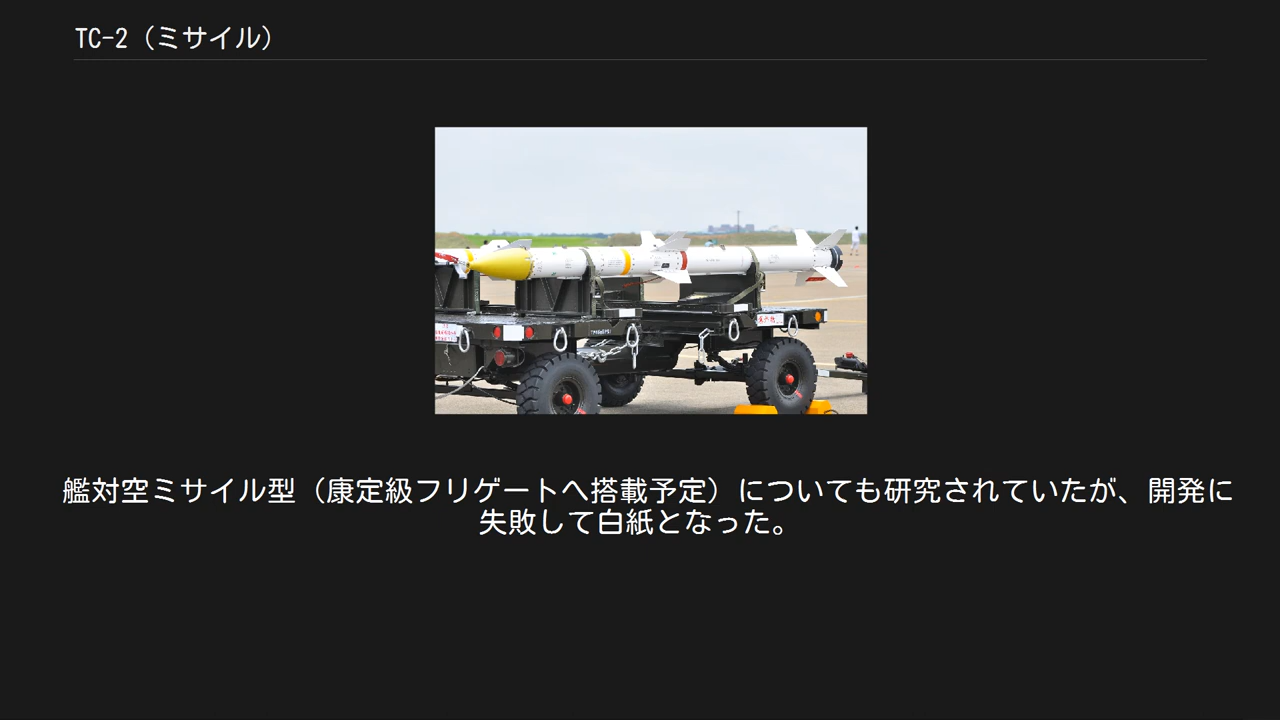 TC-2（ミサイル）
艦対空ミサイル型（康定級フリゲートへ搭載予定）についても研究されていたが、開発に
失敗して白紙となった。